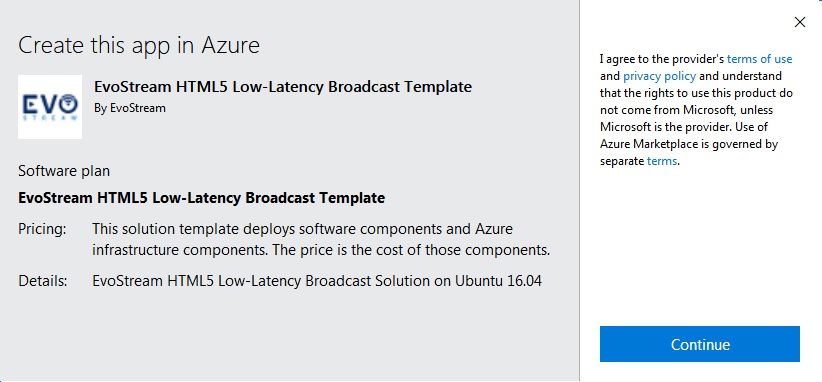 Create this app in Azure
EVO
STREAM
EvoStream HTML5 Low-Latency Broadcast Template
By EvoStream
Software plan
EvoStream HTML5 Low-Latency Broadcast Template
Pricing: This solution template deploys software components and Azure
infrastructure components. The price is the cost of those components.
Details: EvoStream HTML5 Low-Latency Broadcast Solution on Ubuntu 16.04
I agree to the provider's terms of use
and privacy policy and understand
that the rights to use this product do
not come from Microsoft, unless
Microsoft is the provider. Use of
Azure Marketplace is governed by
separate terms.
Continue